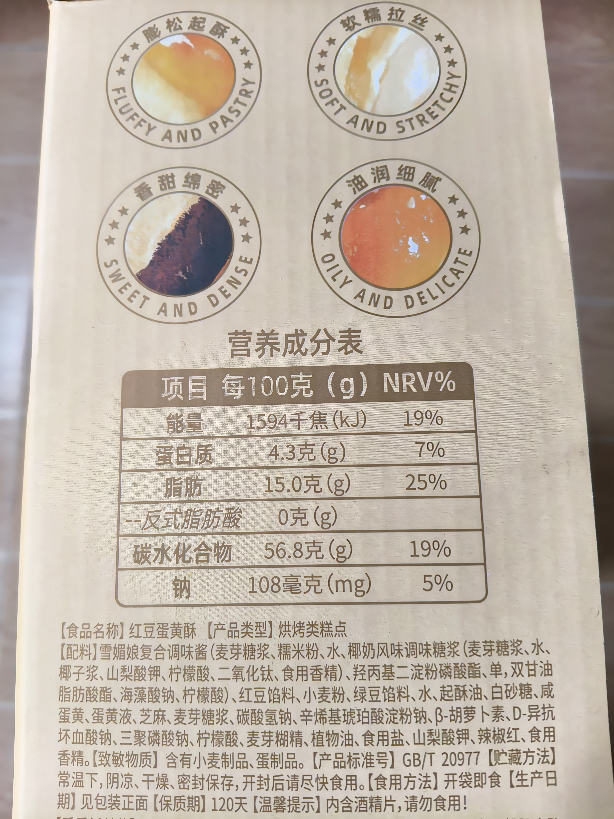 膨松起酥
FLUFFY AND PASTRY
软糯拉丝
SOFT AND STRETCHY
香甜绵密
SWEET AND DENSE
油润细腻
OILY AND DELICATE
营养成分表
项目 每100克(g) NRV%
能量 1594千焦(kJ) 19%
蛋白质 4.3克(g) 7%
脂肪 15.0克(g) 25%
--反式脂肪酸 0克(g)
碳水化合物 56.8克(g) 19%
钠 108毫克(mg) 5%
【食品名称】红豆蛋黄酥 【产品类型】烘烤类糕点
【配料】雪媚娘复合调味酱(麦芽糖浆、糯米粉、水、椰奶风味调味糖浆(麦芽糖浆、水、
椰子浆、山梨酸钾、柠檬酸、二氧化钛、食用香精)、羟丙基二淀粉磷酸酯、单,双甘油
脂肪酸酯、海藻酸钠、柠檬酸)、红豆馅料、小麦粉、绿豆馅料、水、起酥油、白砂糖、咸
蛋黄、蛋黄液、芝麻、麦芽糖浆、碳酸氢钠、辛烯基琥珀酸淀粉钠、β-胡萝卜素、D-异抗
坏血酸钠、三聚磷酸钠、柠檬酸、麦芽糊精、植物油、食用盐、山梨酸钾、辣椒红、食用
香精。【致敏物质】含有小麦制品、蛋制品。【产品标准号】GB/T 20977【贮藏方法】
常温下,阴凉、干燥、密封保存,开封后请尽快食用。【食用方法】开袋即食【生产日
期】见包装正面【保质期】120天【温馨提示】内含酒精片,请勿食用!